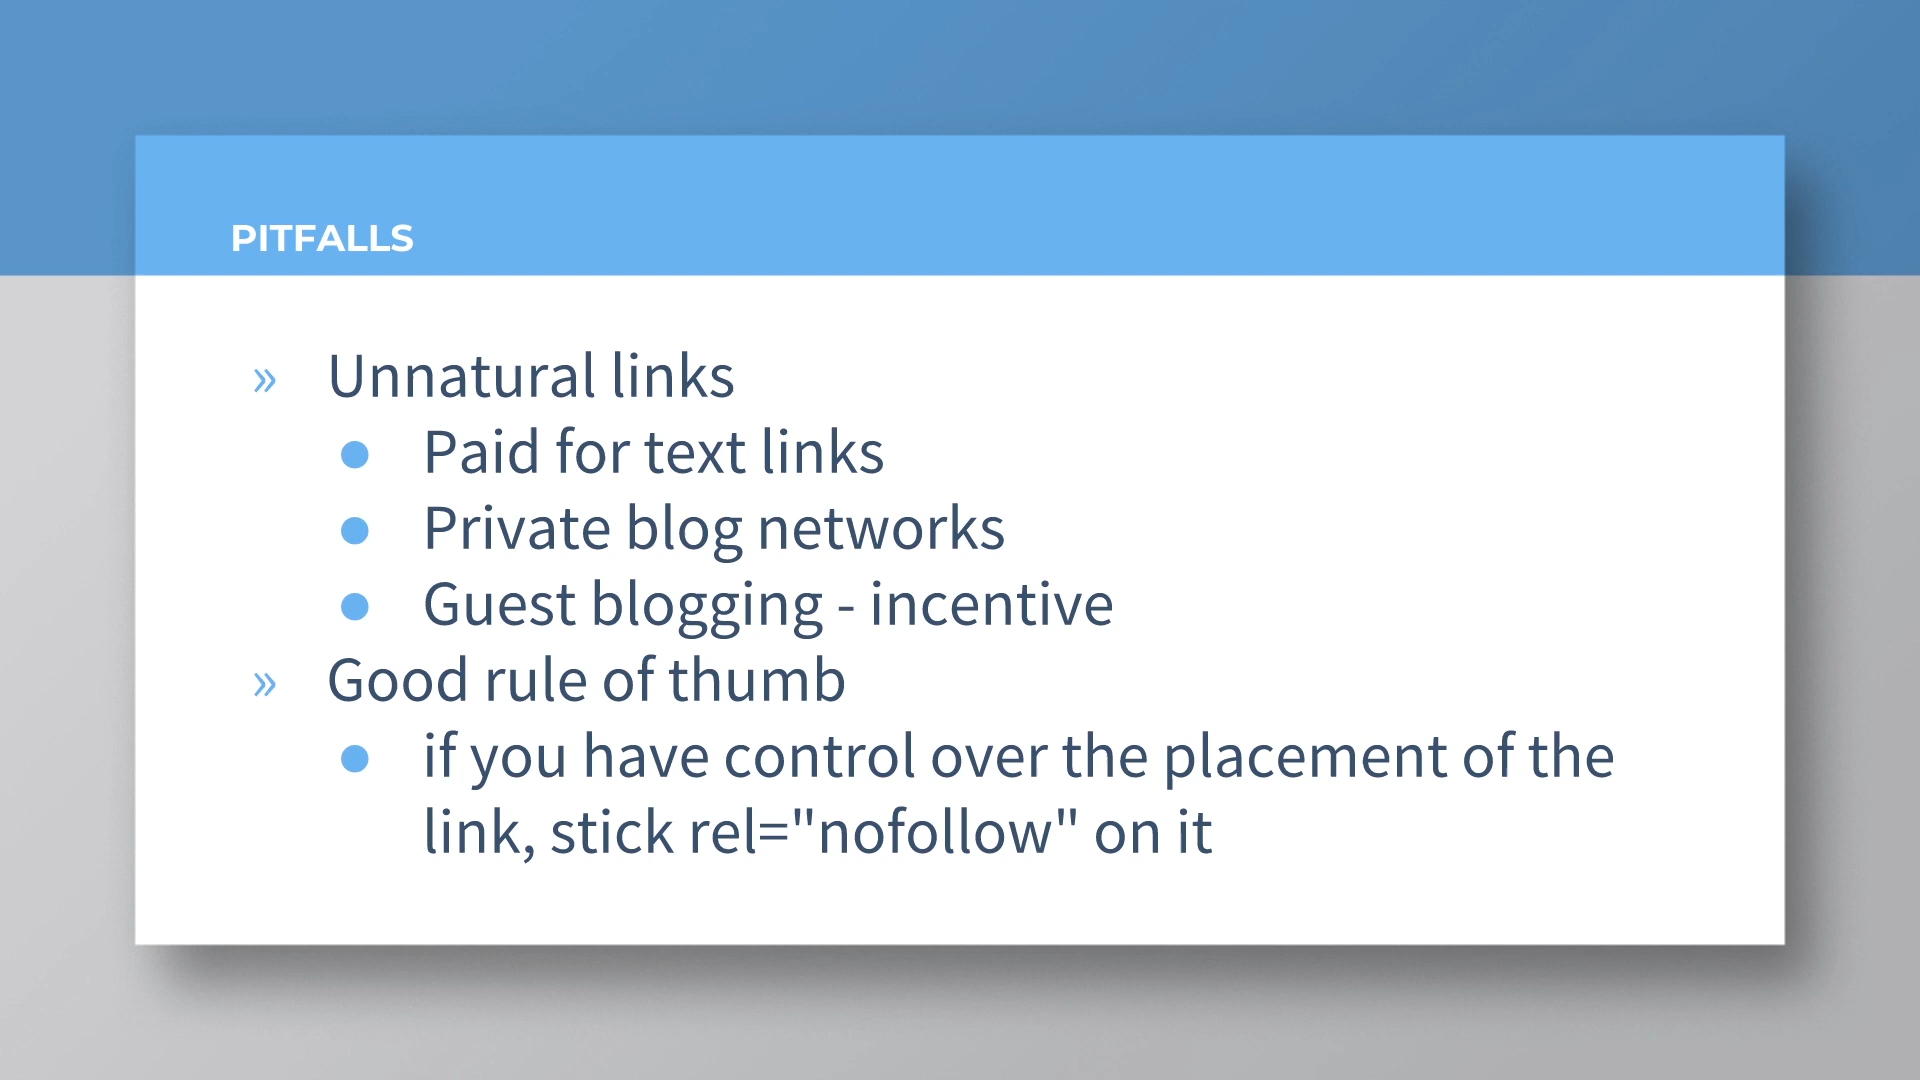 PITFALLS
» Unnatural links
● Paid for text links
● Private blog networks
● Guest blogging - incentive
» Good rule of thumb
● if you have control over the placement of the
link, stick rel="nofollow" on it